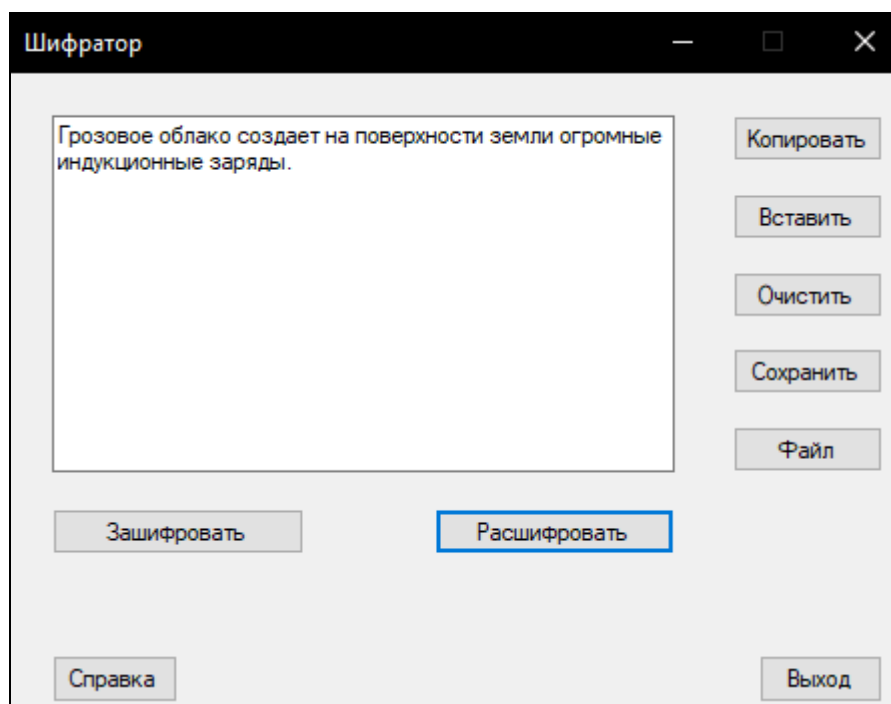 Шифратор
Грозовое облако создает на поверхности земли огромные
индукционные заряды.
Копировать
Вставить
Очистить
Сохранить
Файл
Зашифровать
Расшифровать
Справка
Выход